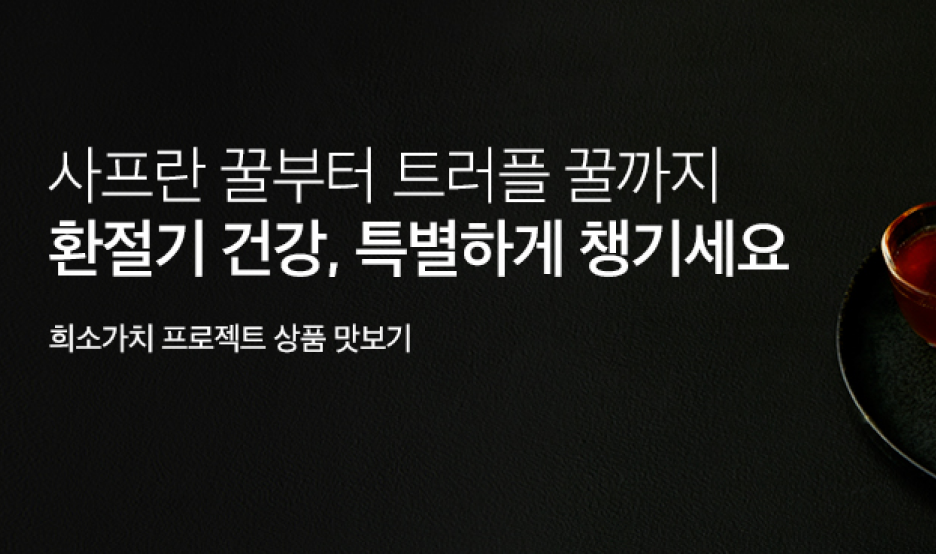 사프란 꿀부터 트러플 꿀까지
환절기 건강, 특별하게 챙기세요
희소가치 프로젝트 상품 맛보기